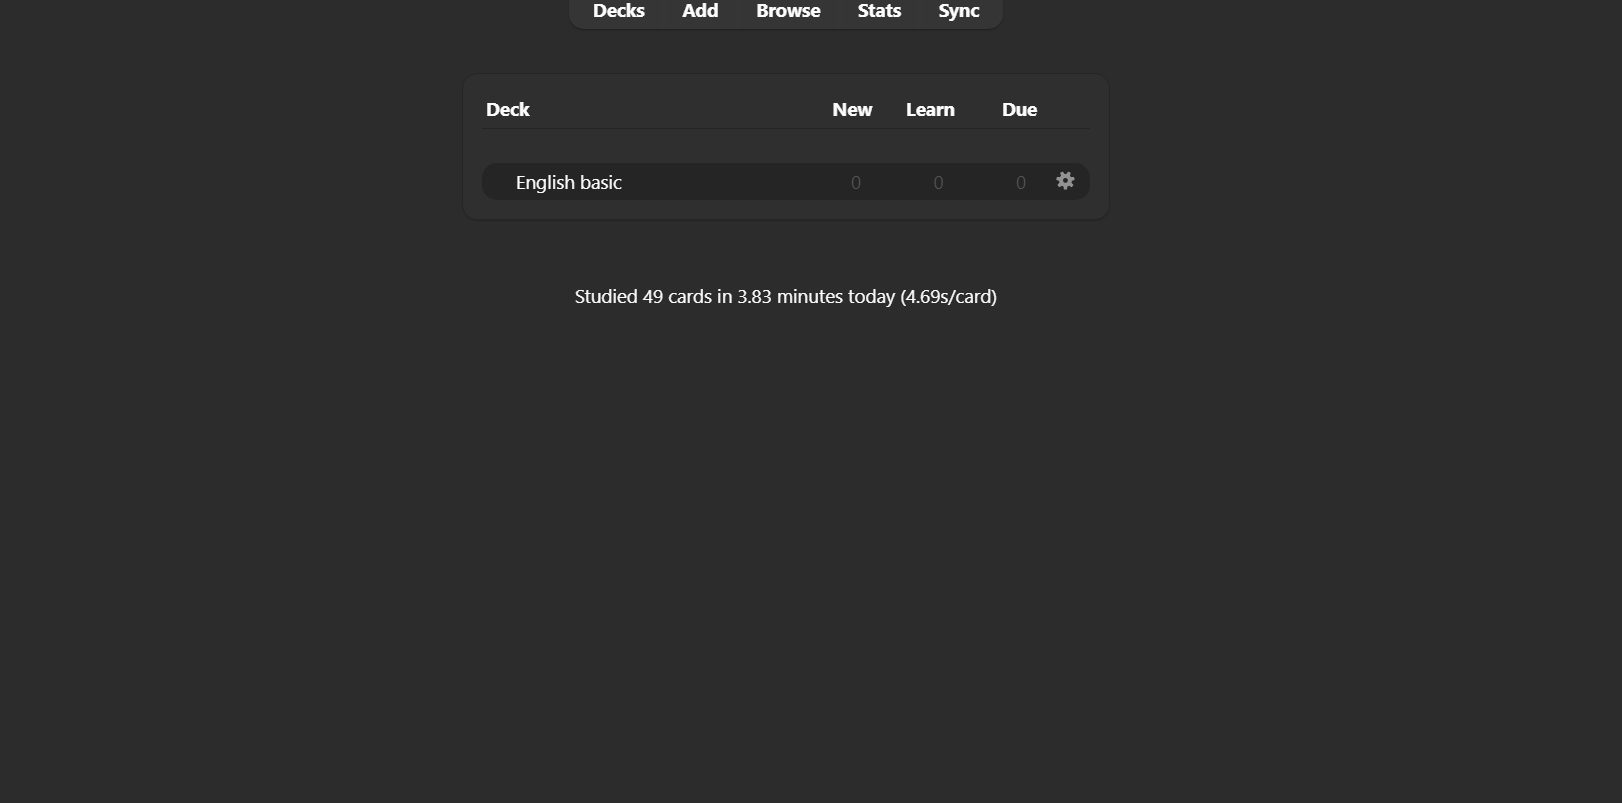 Decks Add Browse Stats Sync
Deck New Learn Due
English basic 0 0 0
Studied 49 cards in 3.83 minutes today (4.69s/card)